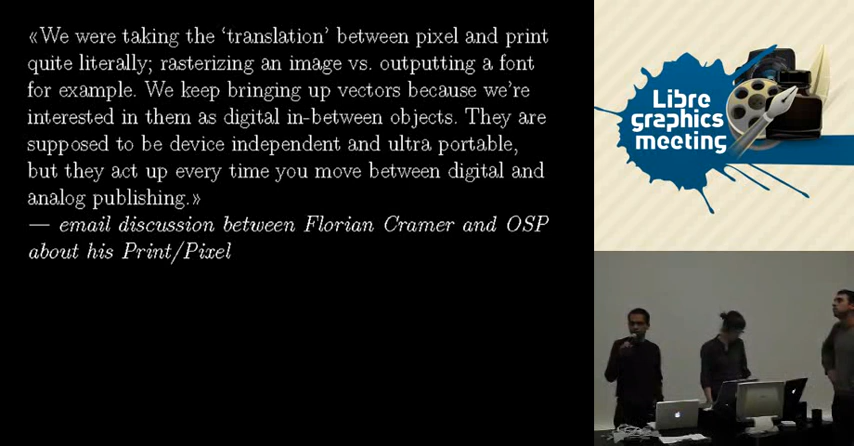 «We were taking the ‘translation’ between pixel and print
quite literally; rasterizing an image vs. outputting a font
for example. We keep bringing up vectors because we’re
interested in them as digital in-between objects. They are
supposed to be device independent and ultra portable,
but they act up every time you move between digital and
analog publishing.»
— email discussion between Florian Cramer and OSP
about his Print/Pixel
Libre
graphics
meeting